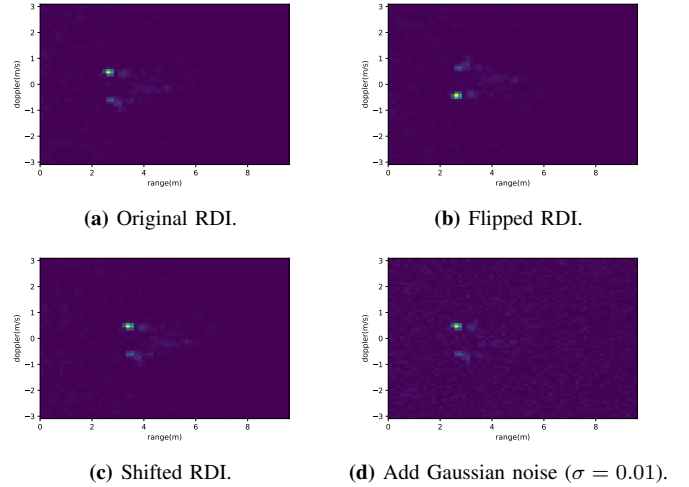 3
2
1
0
−1
−2
−3
doppler(m/s)
0 2 4 6 8
range(m)
(a) Original RDI.
3
2
1
0
−1
−2
−3
doppler(m/s)
0 2 4 6 8
range(m)
(b) Flipped RDI.
3
2
1
0
−1
−2
−3
doppler(m/s)
0 2 4 6 8
range(m)
(c) Shifted RDI.
3
2
1
0
−1
−2
−3
doppler(m/s)
0 2 4 6 8
range(m)
(d) Add Gaussian noise (σ = 0.01).